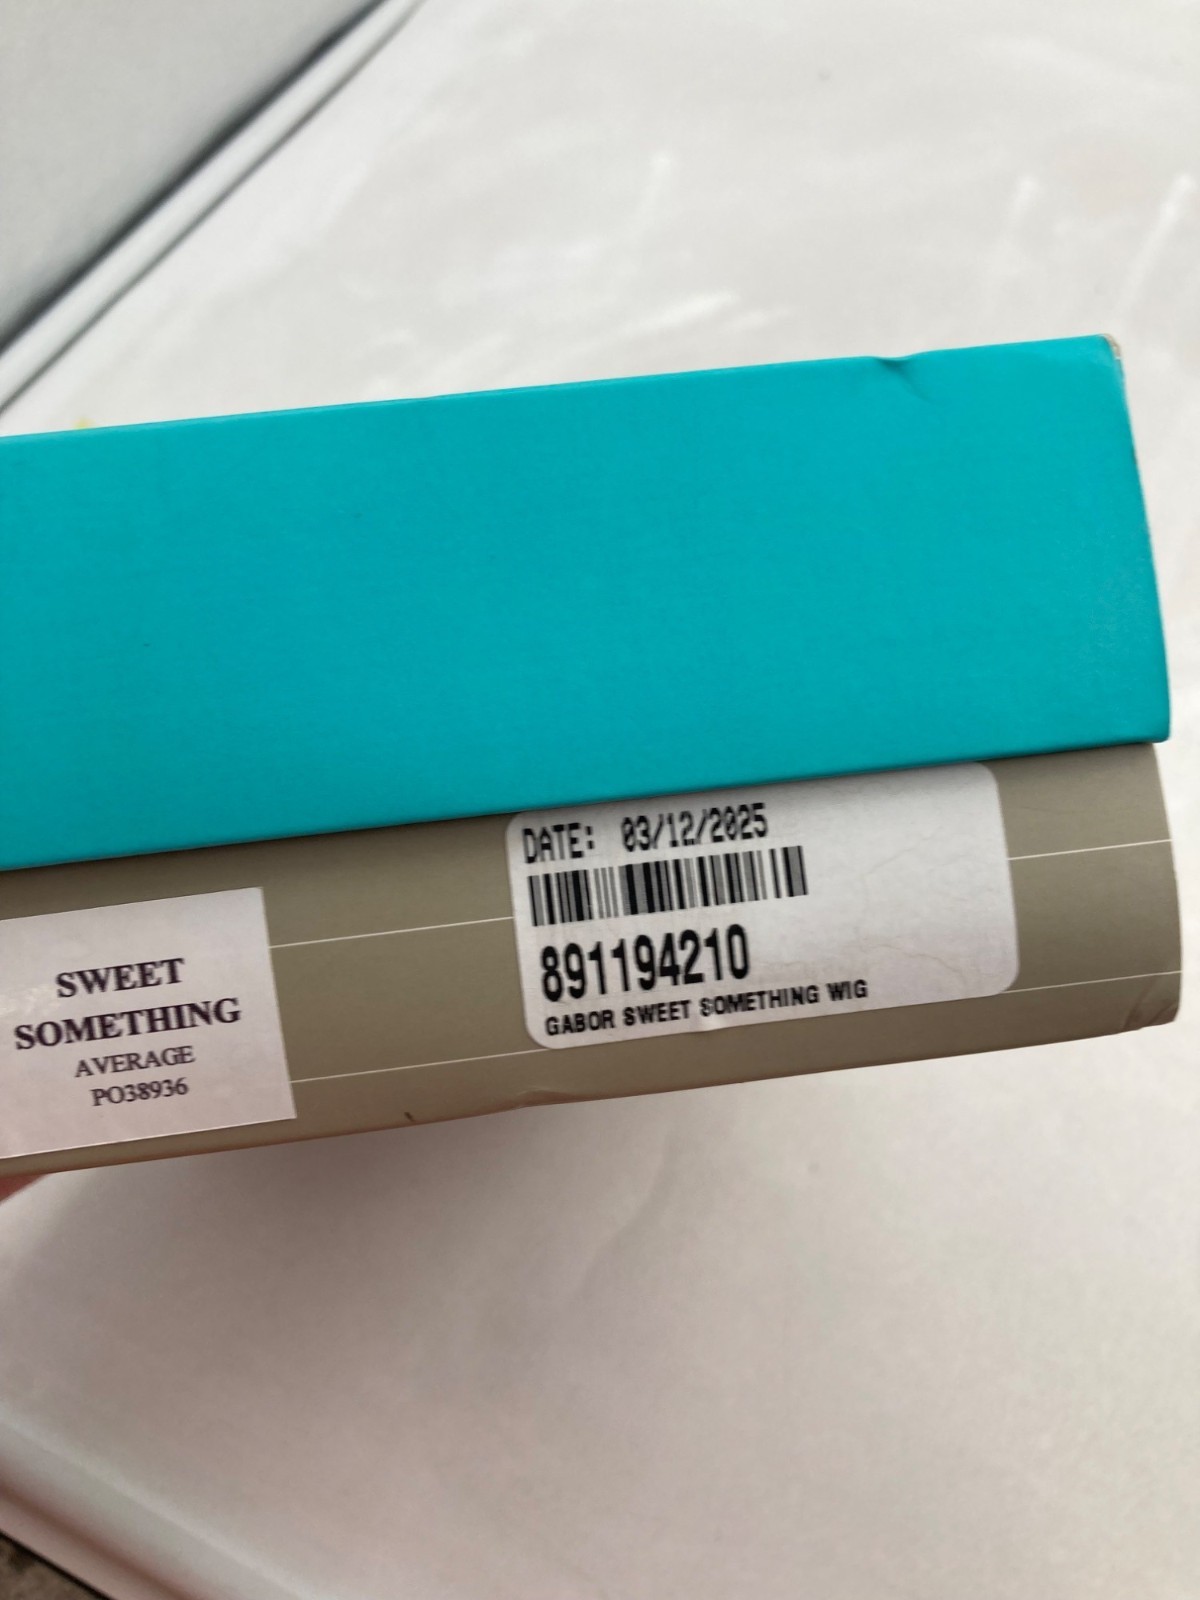 DATE: 03/12/2025
891194210
GABOR SWEET SOMETHING WIG
SWEET
SOMETHING
AVERAGE
PO38936